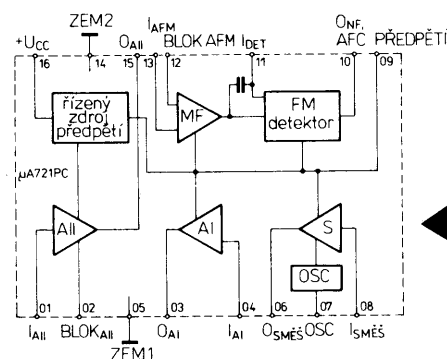 ZEM2
+U_CC
O_AII
I_AFM
BLOK AFM
I_DET
O_NF,
AFC
PŘEDPĚTÍ
16
14
15
13
12
11
10
09
řízený
zdroj
předpětí
MF
FM
detektor
μA721PC
AII
AI
S
OSC
01
02
05
03
04
06
07
08
I_AII
BLOK_AII
ZEM1
O_AI
I_AI
O_SMĚŠ
OSC
I_SMĚŠ